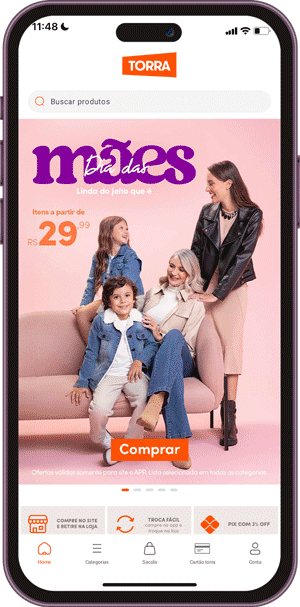 11:48
TORRA
Buscar produtos
mães
Dia das
Linda do jeito que é
Itens a partir de
R$ 29,99
Comprar
Ofertas válidas somente para site e APP. Lista selecionada em todas as categorias.
COMPRE NO SITE
E RETIRE NA LOJA
TROCA FÁCIL
compre no app e
troque na loja
PIX COM 2% OFF
Home
Categorias
Sacola
Cartão torra
Conta